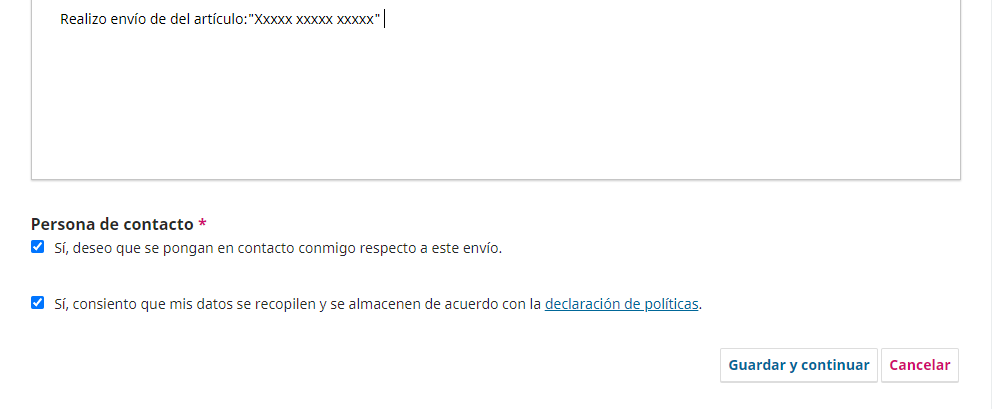 Realizo envío de del artículo:"Xxxxx xxxxx xxxxx"
Persona de contacto *
Sí, deseo que se pongan en contacto conmigo respecto a este envío.
Sí, consiento que mis datos se recopilen y se almacenen de acuerdo con la declaración de políticas.
Guardar y continuar Cancelar